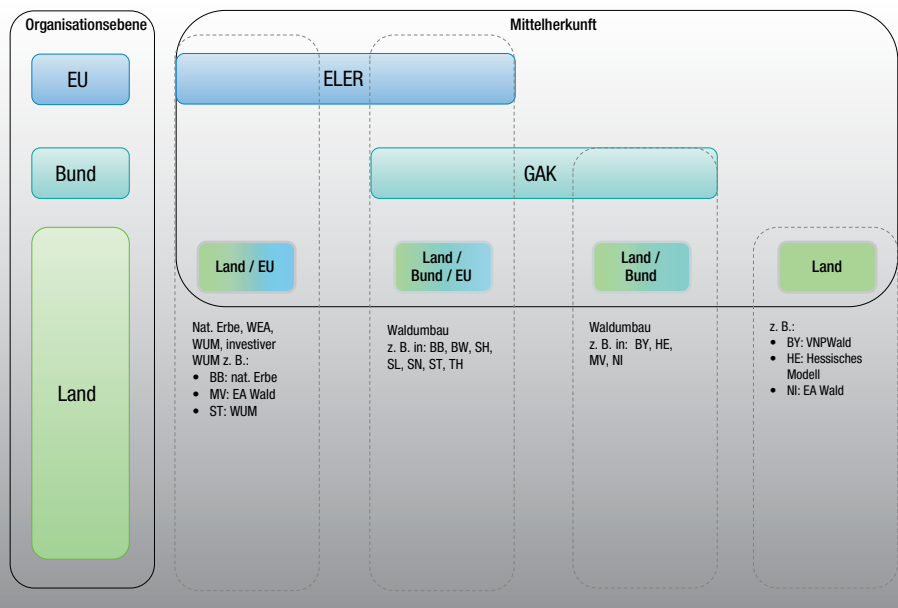 Organisationsebene
EU
Bund
Land
Mittelherkunft
ELER
GAK
Land / EU
Land /
Bund / EU
Land /
Bund
Land
Nat. Erbe, WEA,
WUM, investiver
WUM z. B.:
• BB: nat. Erbe
• MV: EA Wald
• ST: WUM
Waldumbau
z. B. in: BB, BW, SH,
SL, SN, ST, TH
Waldumbau
z. B. in: BY, HE,
MV, NI
z. B.:
• BY: VNPWald
• HE: Hessisches
Modell
• NI: EA Wald